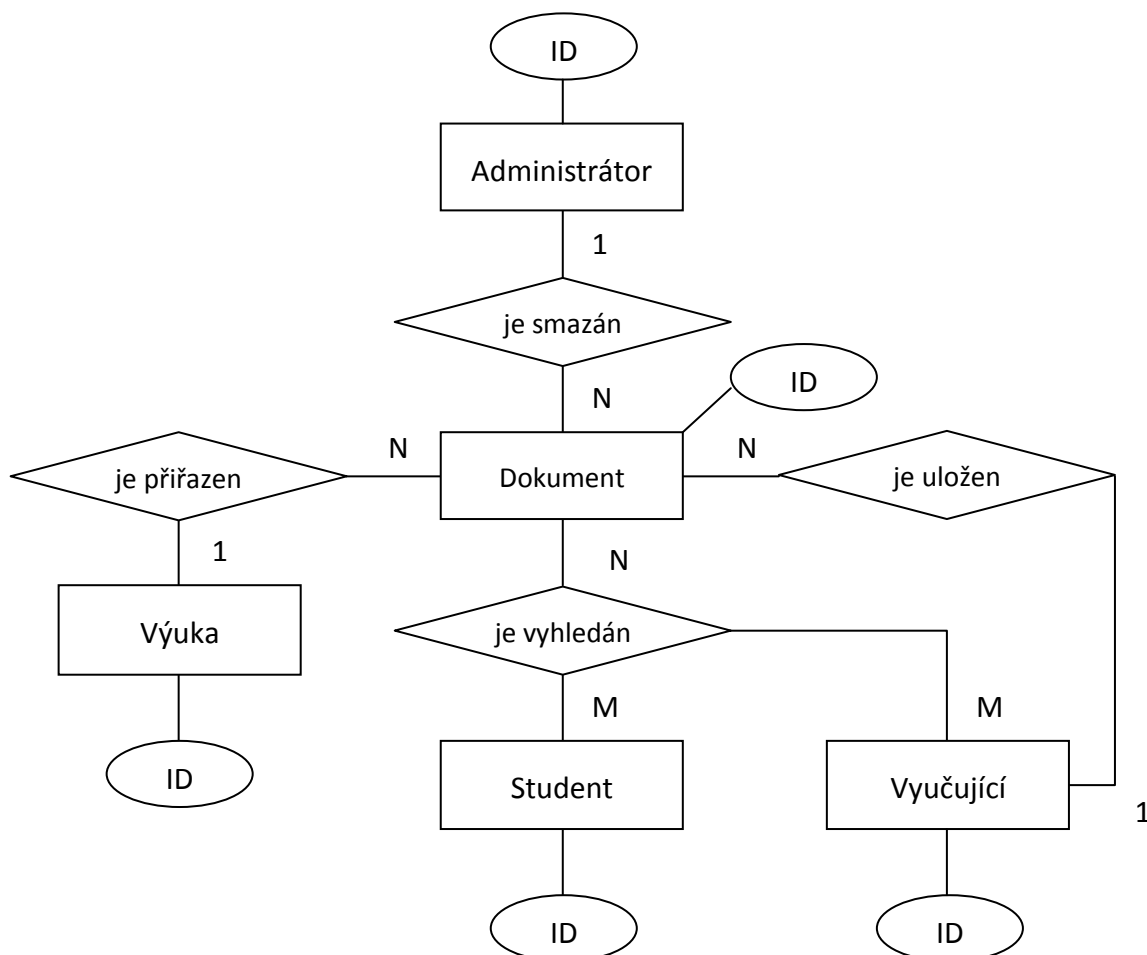 ID
Administrátor
1
je smazán
ID
N
N
N
je přiřazen
Dokument
je uložen
1
N
Výuka
je vyhledán
M
M
ID
Student
Vyučující
1
ID
ID